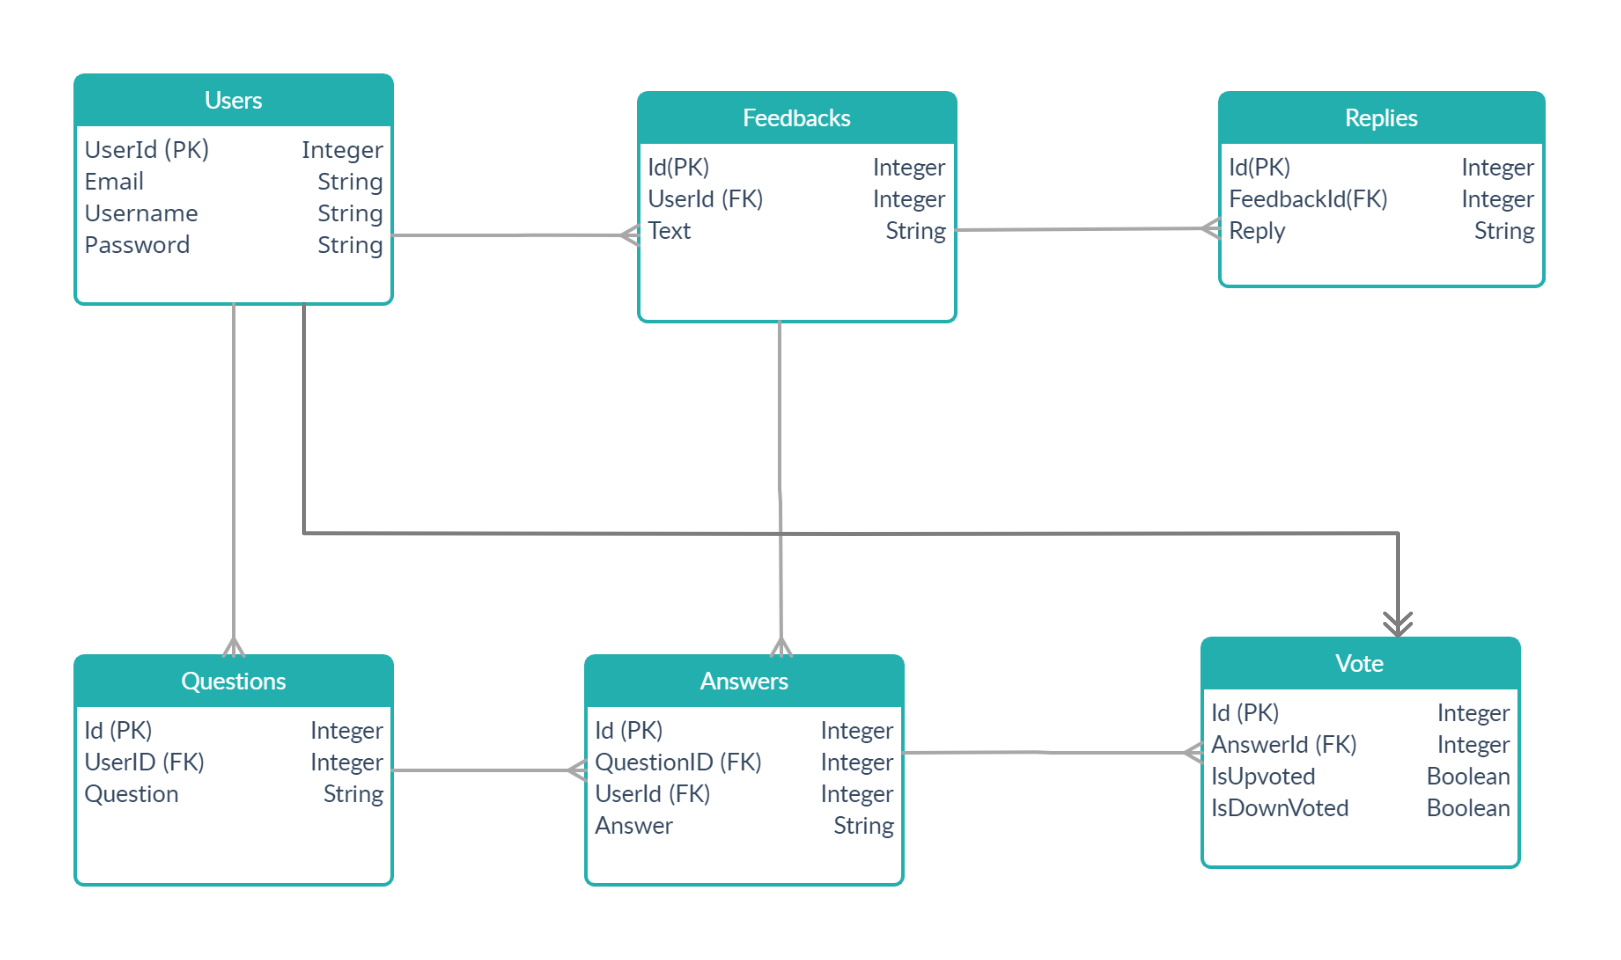 Users
UserId (PK) Integer
Email String
Username String
Password String
Feedbacks
Id(PK) Integer
UserId (FK) Integer
Text String
Replies
Id(PK) Integer
FeedbackId(FK) Integer
Reply String
Questions
Id (PK) Integer
UserID (FK) Integer
Question String
Answers
Id (PK) Integer
QuestionID (FK) Integer
UserId (FK) Integer
Answer String
Vote
Id (PK) Integer
AnswerId (FK) Integer
IsUpvoted Boolean
IsDownVoted Boolean